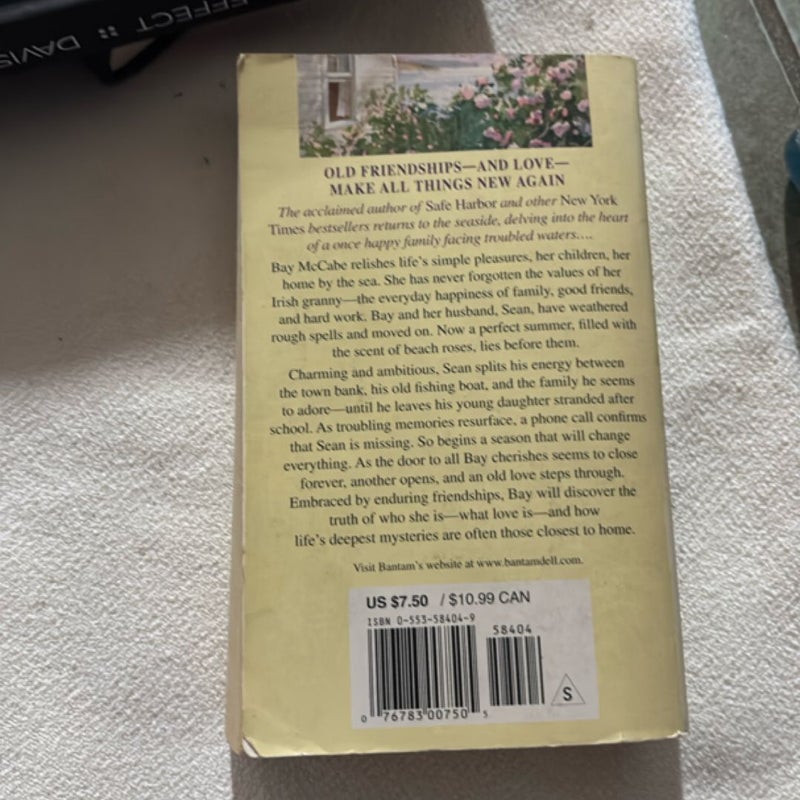 EFFECT :: DAVIS
OLD FRIENDSHIPS—AND LOVE—
MAKE ALL THINGS NEW AGAIN
The acclaimed author of Safe Harbor and other New York
Times bestsellers returns to the seaside, delving into the heart
of a once happy family facing troubled waters....
Bay McCabe relishes life's simple pleasures, her children, her
home by the sea. She has never forgotten the values of her
Irish granny—the everyday happiness of family, good friends,
and hard work. Bay and her husband, Sean, have weathered
rough spells and moved on. Now a perfect summer, filled with
the scent of beach roses, lies before them.
Charming and ambitious, Sean splits his energy between
the town bank, his old fishing boat, and the family he seems
to adore—until he leaves his young daughter stranded after
school. As troubling memories resurface, a phone call confirms
that Sean is missing. So begins a season that will change
everything. As the door to all Bay cherishes seems to close
forever, another opens, and an old love steps through.
Embraced by enduring friendships, Bay will discover the
truth of who she is—what love is—and how
life's deepest mysteries are often those closest to home.
Visit Bantam's website at www.bantamdell.com.
US $7.50 / $10.99 CAN
ISBN 0-553-58404-9
58404
0 76783 00750 5
S